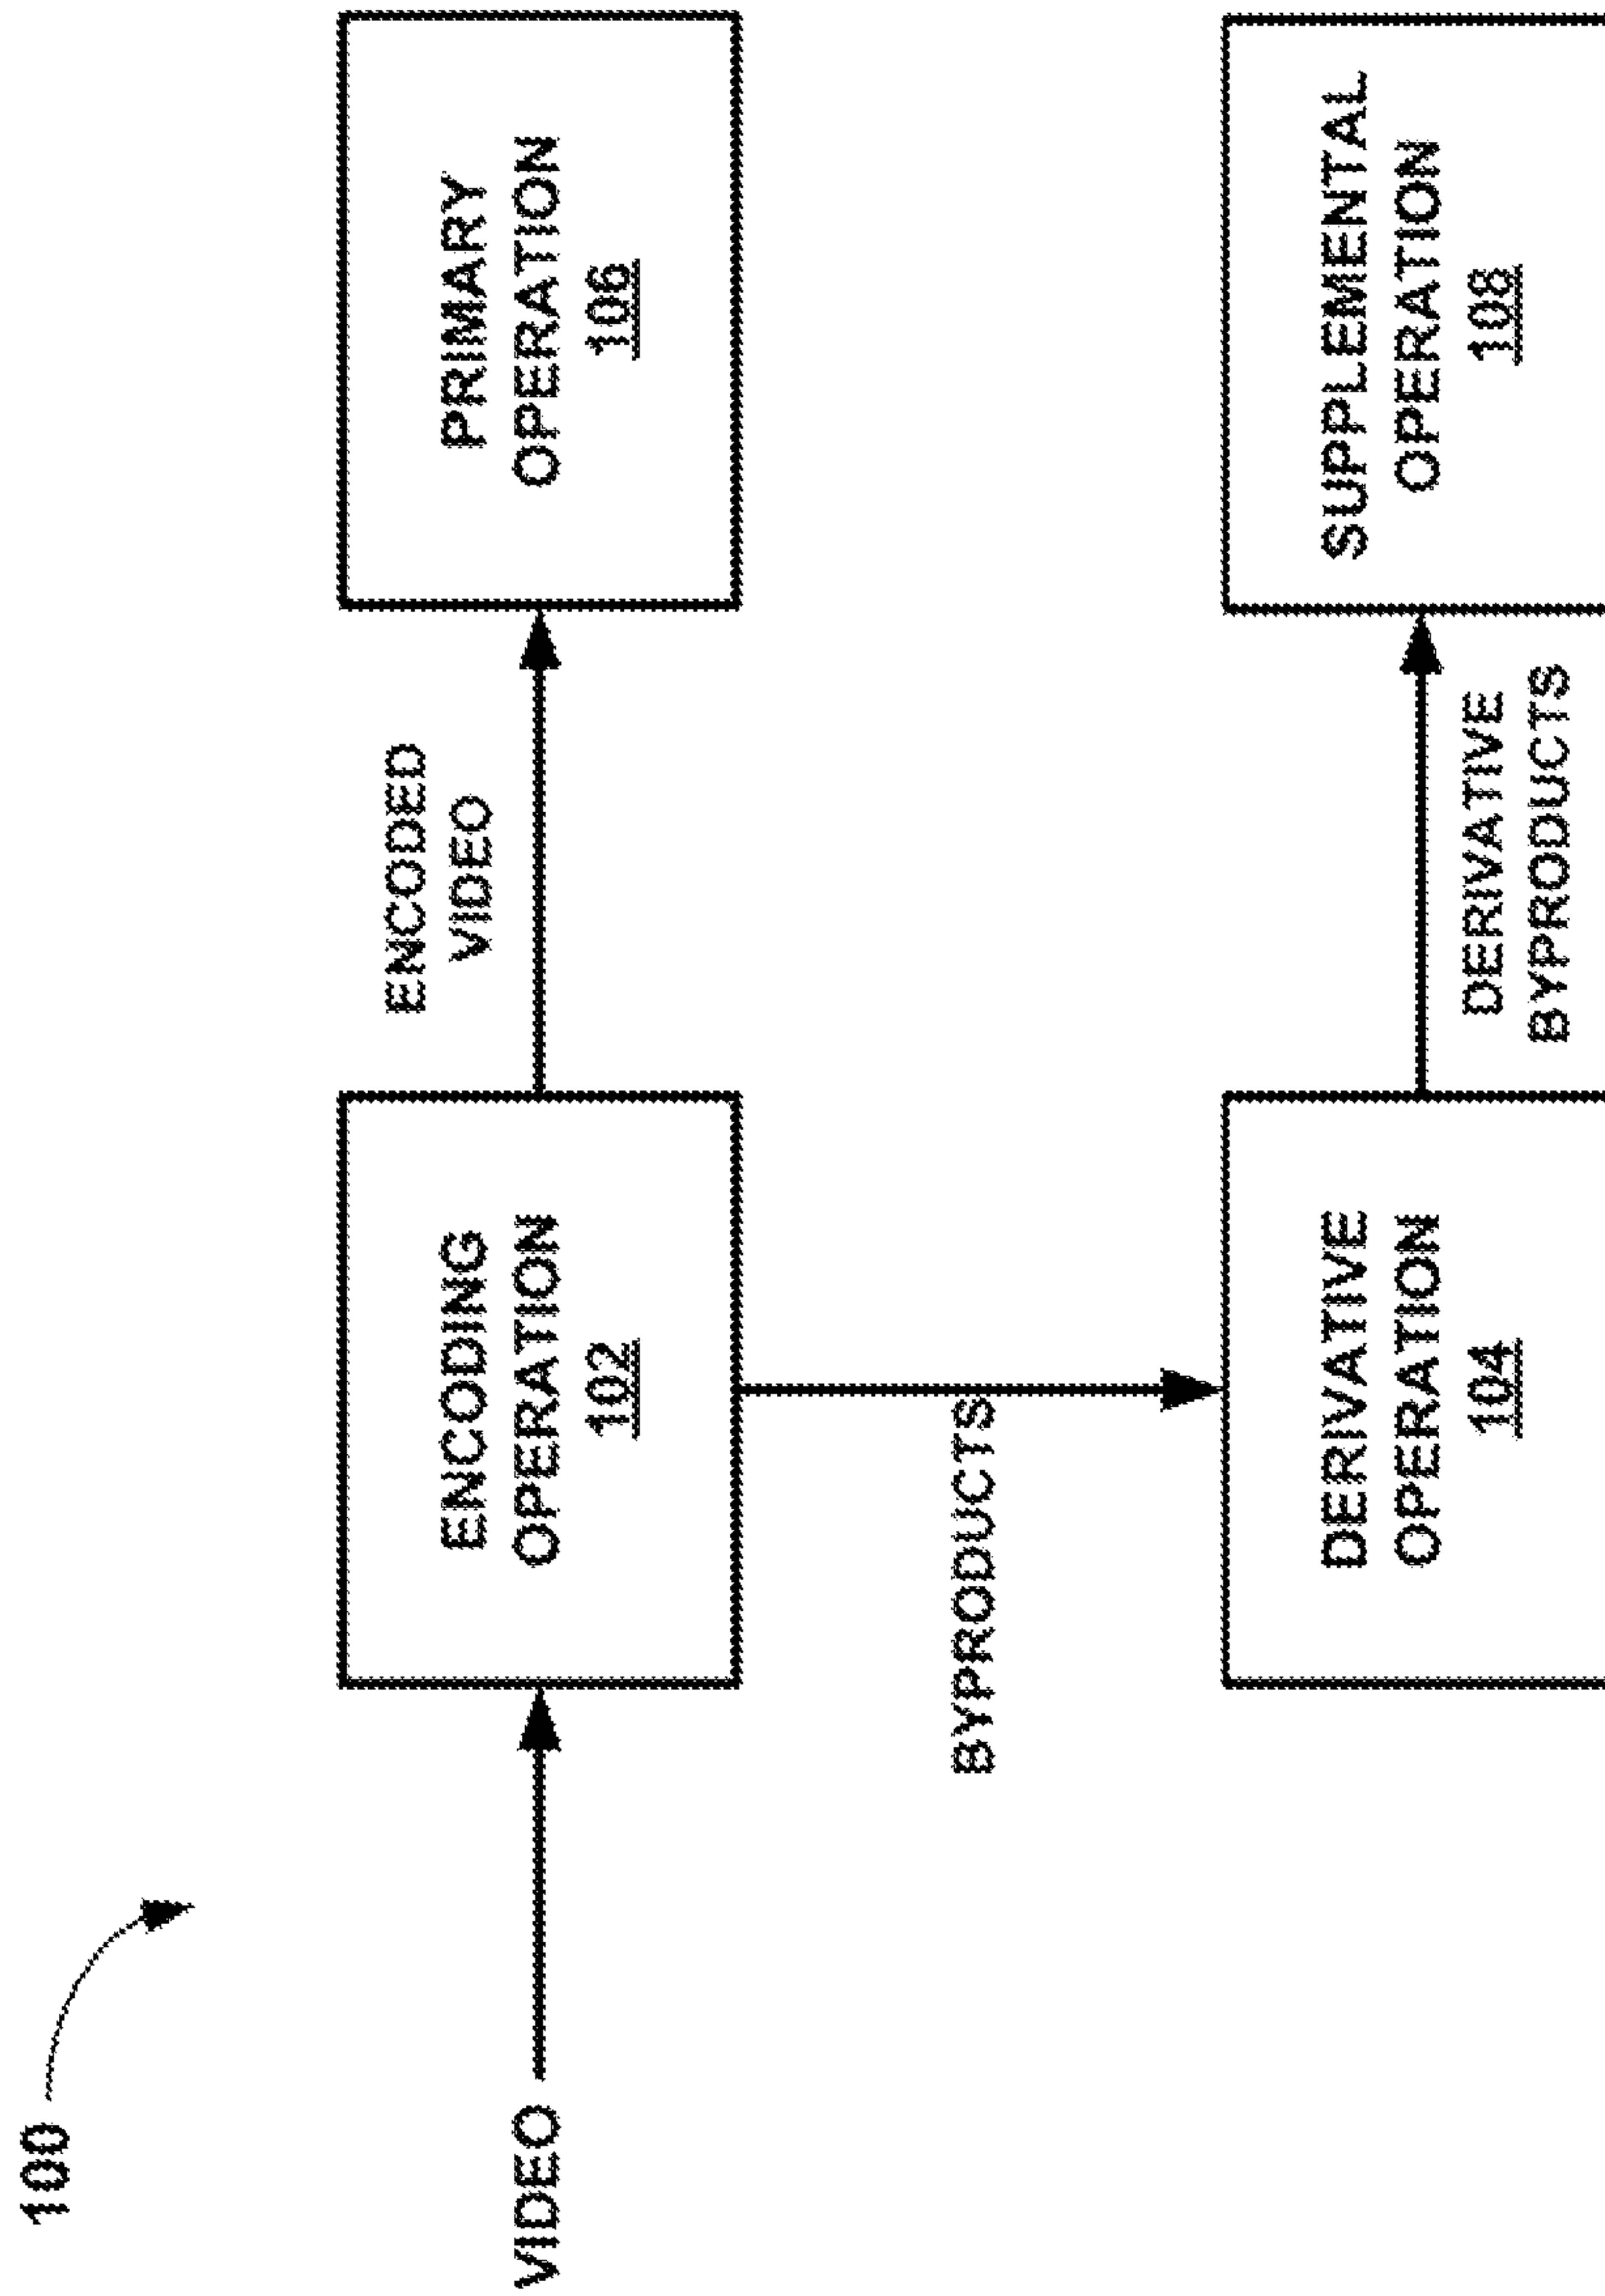 100
VIDEO
ENCODING
OPERATION
102
ENCODED
VIDEO
PRIMARY
OPERATION
106
BYPRODUCTS
DERIVATIVE
OPERATION
104
DERIVATIVE
BYPRODUCTS
SUPPLEMENTAL
OPERATION
108